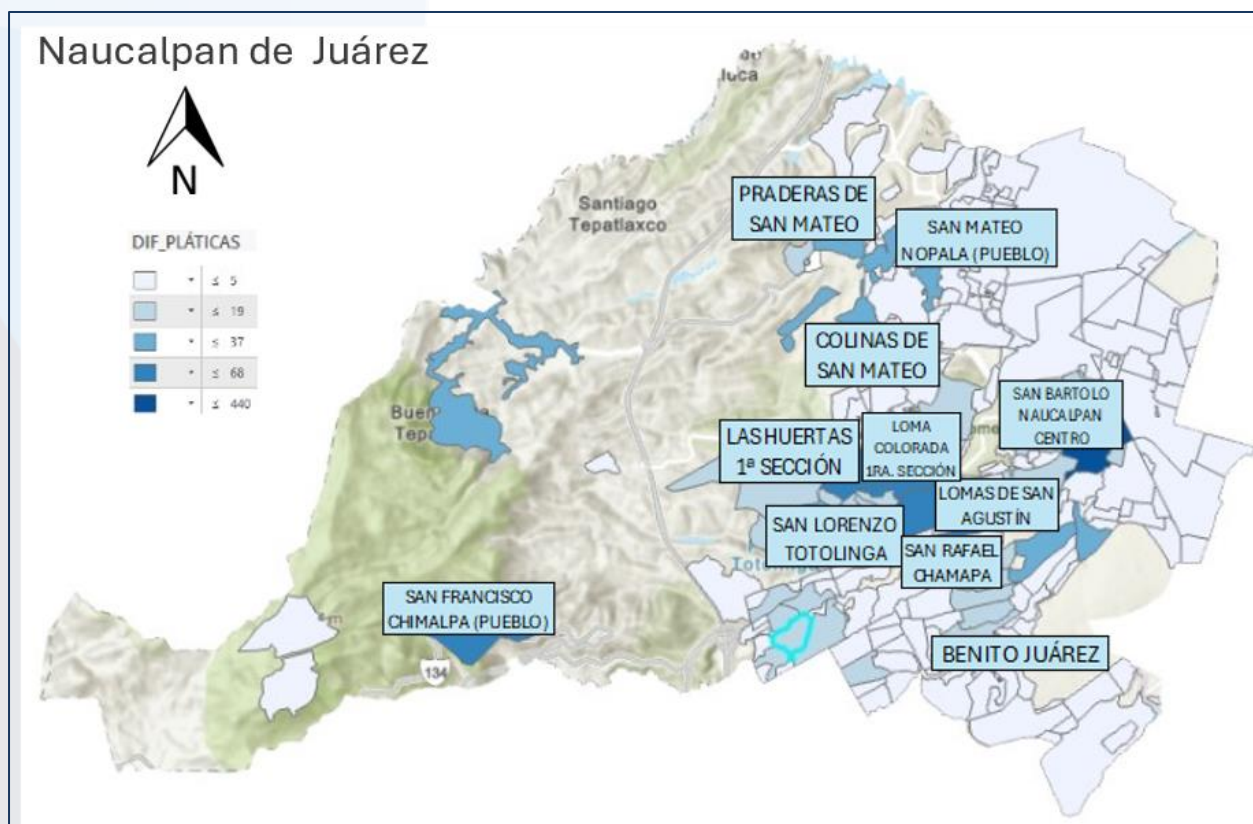 Naucalpan de Juárez
N
DIF_PLÁTICAS
≤ 5
≤ 19
≤ 37
≤ 68
≤ 440
luca
Santiago
Tepatlaxco
PRADERAS DE
SAN MATEO
SAN MATEO
NOPALA (PUEBLO)
COLINAS DE
SAN MATEO
SAN BARTOLO
NAUCALPAN
CENTRO
LAS HUERTAS
1ª SECCIÓN
LOMA
COLORADA
1RA. SECCIÓN
LOMAS DE SAN
AGUSTÍN
SAN LORENZO
TOTOLINGA
SAN RAFAEL
CHAMAPA
SAN FRANCISCO
CHIMALPA (PUEBLO)
BENITO JUÁREZ
134